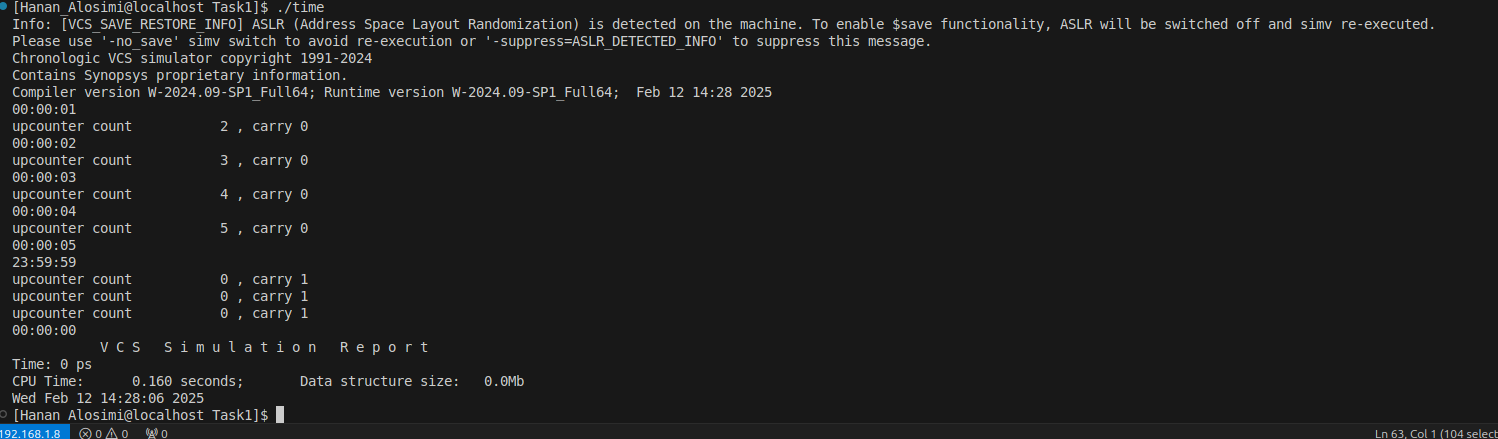 [Hanan_Alosimi@localhost Task1]$ ./time
Info: [VCS_SAVE_RESTORE_INFO] ASLR (Address Space Layout Randomization) is detected on the machine. To enable $save functionality, ASLR will be switched off and simv re-executed.
Please use '-no_save' simv switch to avoid re-execution or '-suppress=ASLR_DETECTED_INFO' to suppress this message.
Chronologic VCS simulator copyright 1991-2024
Contains Synopsys proprietary information.
Compiler version W-2024.09-SP1_Full64; Runtime version W-2024.09-SP1_Full64;  Feb 12 14:28 2025
00:00:01
upcounter count           2 , carry 0
00:00:02
upcounter count           3 , carry 0
00:00:03
upcounter count           4 , carry 0
00:00:04
upcounter count           5 , carry 0
00:00:05
23:59:59
upcounter count           0 , carry 1
upcounter count           0 , carry 1
upcounter count           0 , carry 1
00:00:00
           V C S   S i m u l a t i o n   R e p o r t
Time: 0 ps
CPU Time:      0.160 seconds;       Data structure size:   0.0Mb
Wed Feb 12 14:28:06 2025
[Hanan_Alosimi@localhost Task1]$
192.168.1.8 0 0 0 Ln 63, Col 1 (104 select